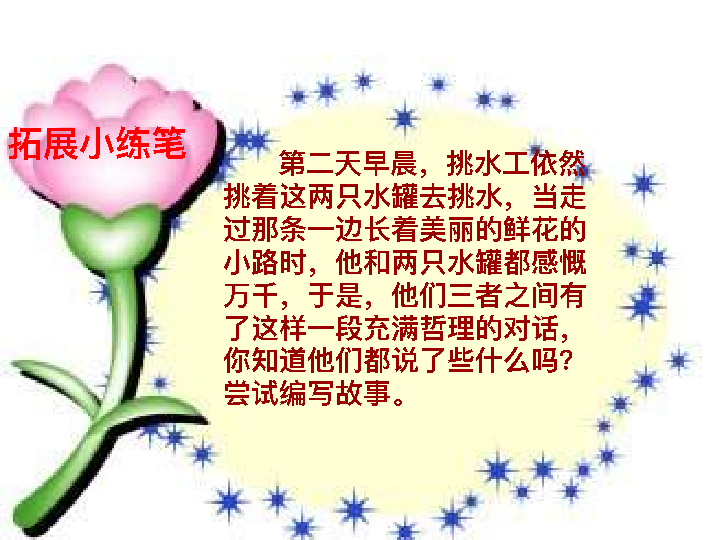 拓展小练笔
第二天早晨，挑水工依然
挑着这两只水罐去挑水，当走
过那条一边长着美丽的鲜花的
小路时，他和两只水罐都感慨
万千，于是，他们三者之间有
了这样一段充满哲理的对话，
你知道他们都说了些什么吗？
尝试编写故事。